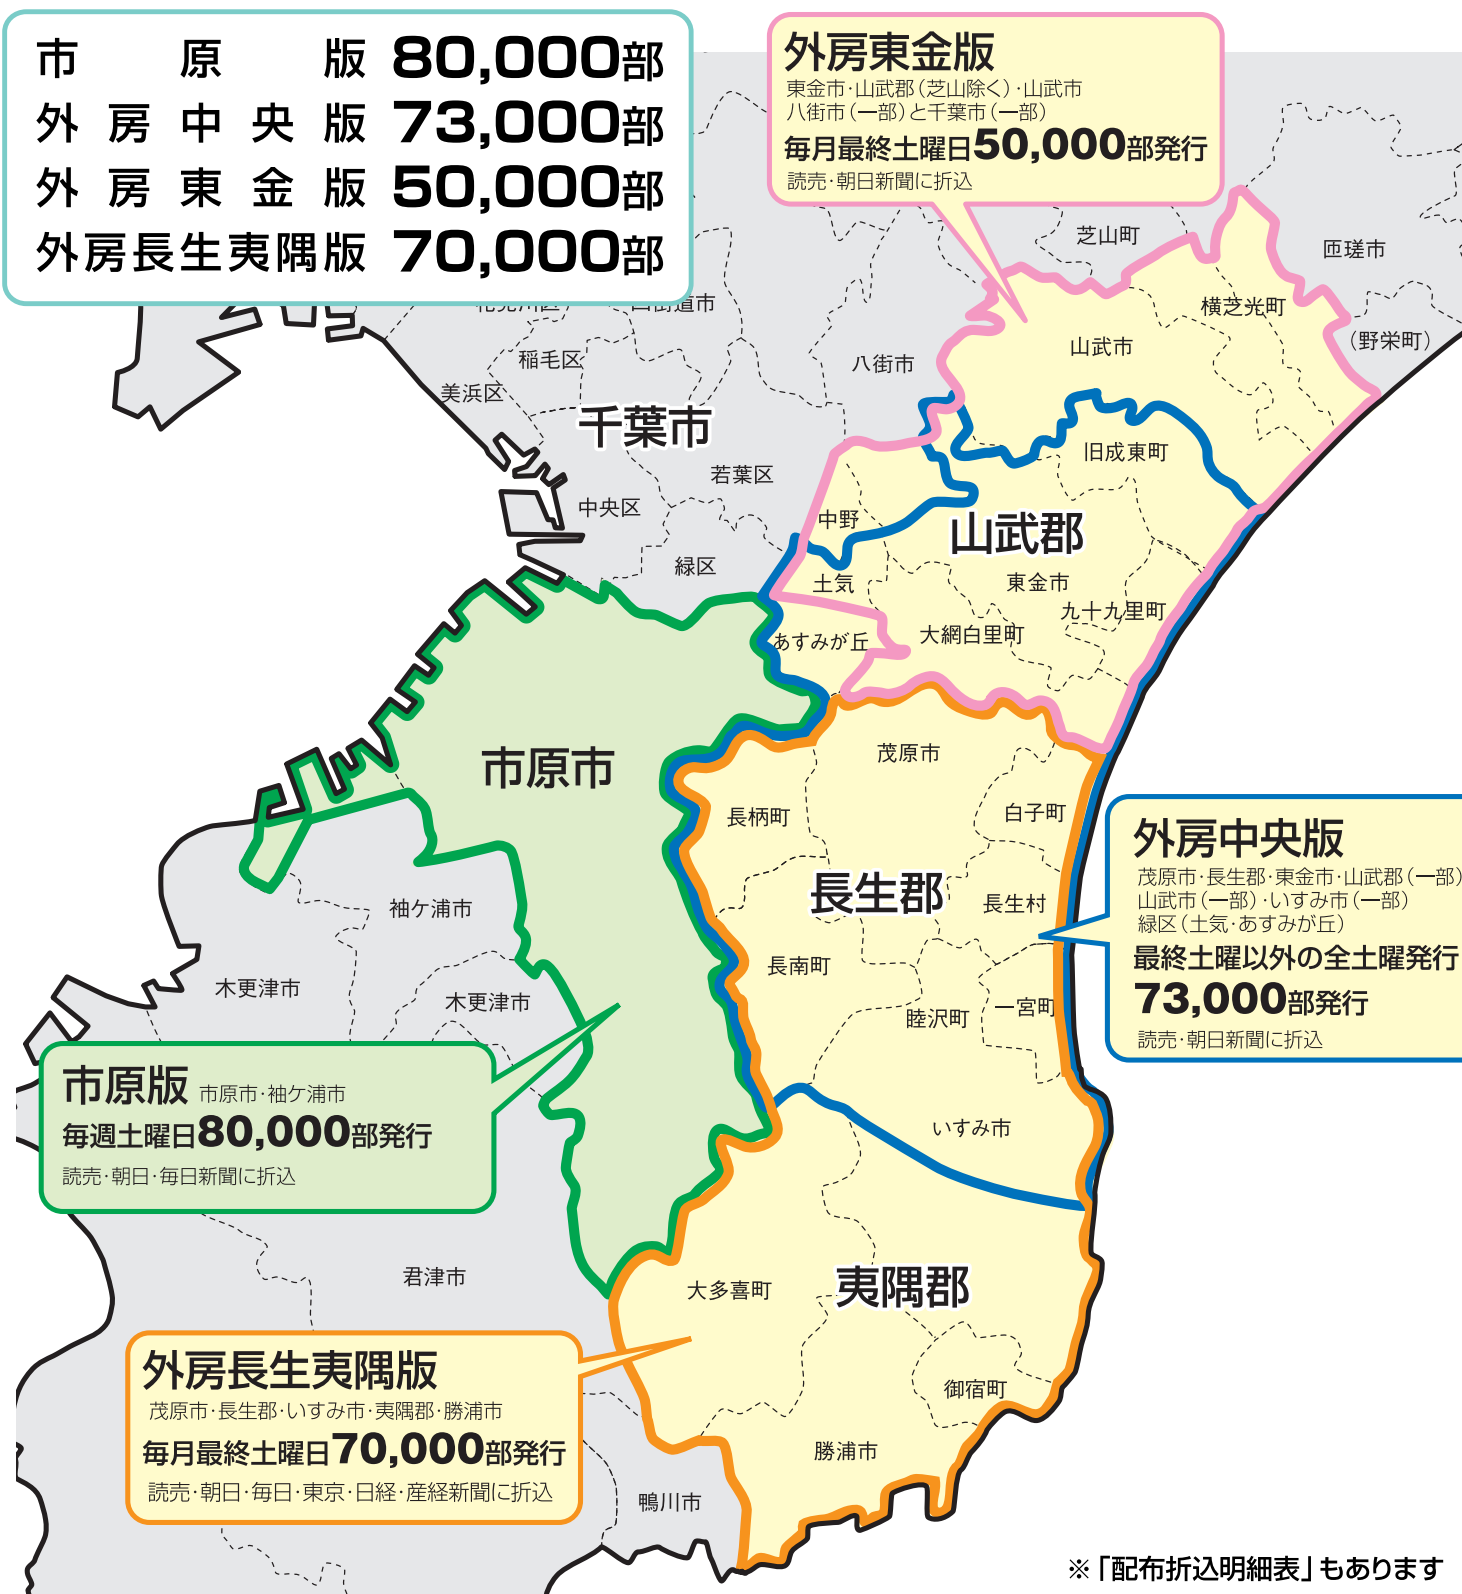 市原版 80,000部
外房中央版 73,000部
外房東金版 50,000部
外房長生夷隅版 70,000部
外房東金版
東金市・山武郡（芝山除く）・山武市
八街市（一部）と千葉市（一部）
毎月最終土曜日50,000部発行
読売・朝日新聞に折込
芝山町
匝瑳市
横芝光町
（野栄町）
山武市
八街市
稲毛区
美浜区
千葉市
若葉区
中央区
緑区
旧成東町
中野
山武郡
土気
東金市
九十九里町
大網白里町
あすみが丘
市原市
茂原市
長柄町
白子町
長生郡
長生村
長南町
睦沢町
一宮町
いすみ市
外房中央版
茂原市・長生郡・東金市・山武郡（一部）
山武市（一部）・いすみ市（一部）
緑区（土気・あすみが丘）
最終土曜以外の全土曜発行
73,000部発行
読売・朝日新聞に折込
袖ケ浦市
木更津市
木更津市
市原版 市原市・袖ケ浦市
毎週土曜日80,000部発行
読売・朝日・毎日新聞に折込
君津市
大多喜町
夷隅郡
御宿町
勝浦市
鴨川市
外房長生夷隅版
茂原市・長生郡・いすみ市・夷隅郡・勝浦市
毎月最終土曜日70,000部発行
読売・朝日・毎日・東京・日経・産経新聞に折込
※「配布折込明細表」もあります